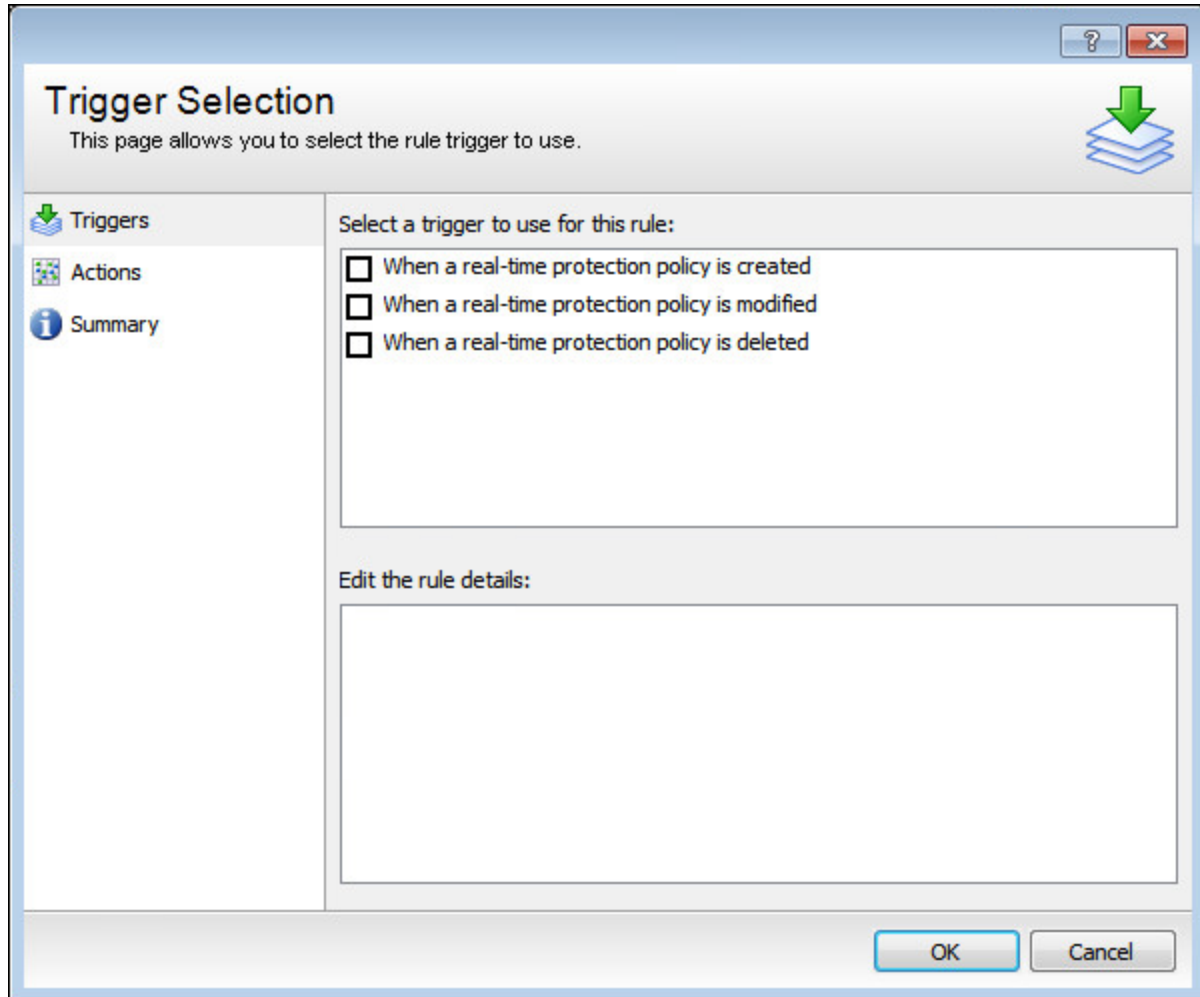 ?
Trigger Selection
This page allows you to select the rule trigger to use.
Triggers
Actions
Summary
Select a trigger to use for this rule:
When a real-time protection policy is created
When a real-time protection policy is modified
When a real-time protection policy is deleted
Edit the rule details:
OK Cancel